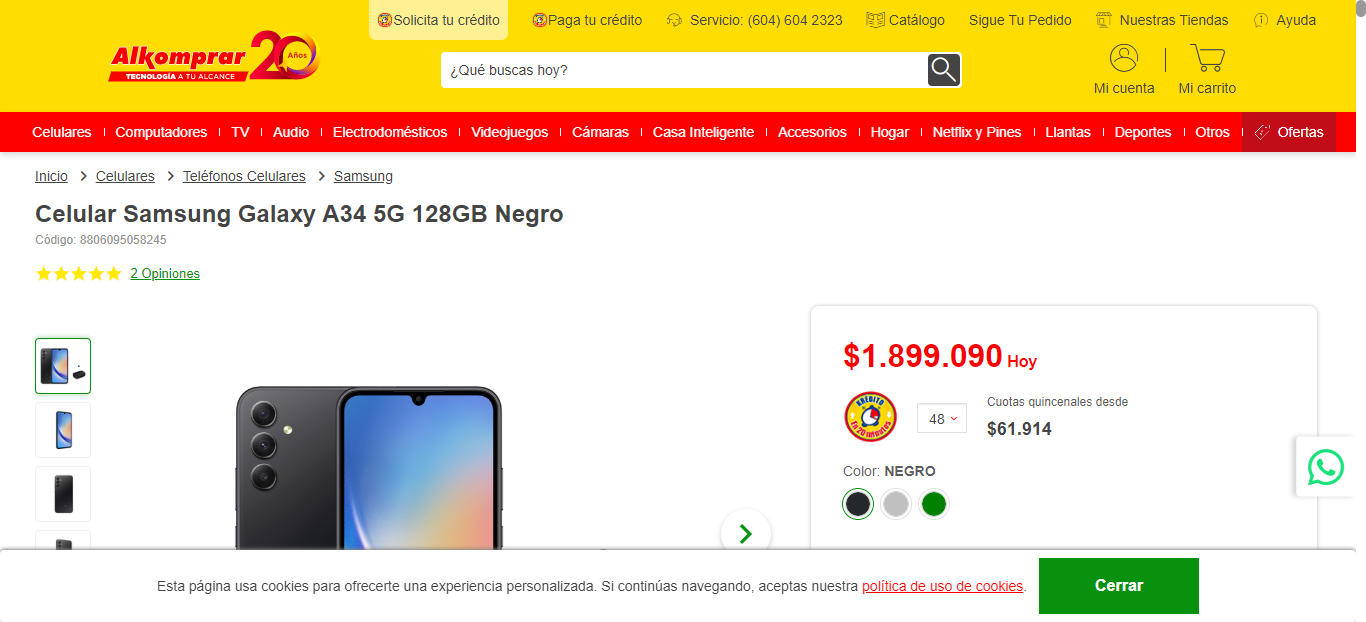 Solicita tu crédito
Paga tu crédito
Servicio: (604) 604 2323
Catálogo
Sigue Tu Pedido
Nuestras Tiendas
Ayuda
Alkomprar 20 Años
TECNOLOGÍA A TU ALCANCE
¿Qué buscas hoy?
Mi cuenta
Mi carrito
Celulares
Computadores
TV
Audio
Electrodomésticos
Videojuegos
Cámaras
Casa Inteligente
Accesorios
Hogar
Netflix y Pines
Llantas
Deportes
Otros
Ofertas
Inicio > Celulares > Teléfonos Celulares > Samsung
Celular Samsung Galaxy A34 5G 128GB Negro
Código: 8806095058245
2 Opiniones
$1.899.090 Hoy
KREDITO
En 20 minutos
48
Cuotas quincenales desde
$61.914
Color: NEGRO
Esta página usa cookies para ofrecerte una experiencia personalizada. Si continúas navegando, aceptas nuestra política de uso de cookies.
Cerrar